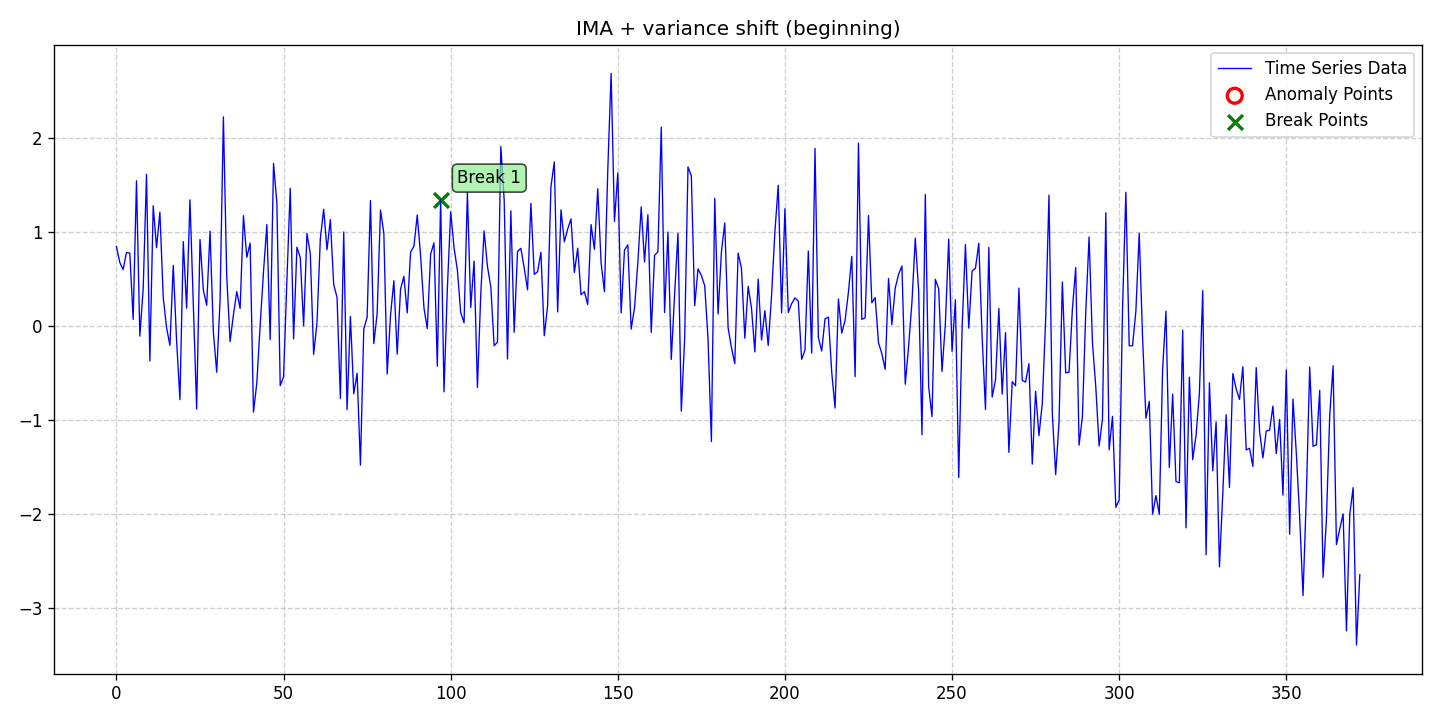 IMA + variance shift (beginning)
Time Series Data
Anomaly Points
Break Points
Break 1
2
1
0
−1
−2
−3
0 50 100 150 200 250 300 350